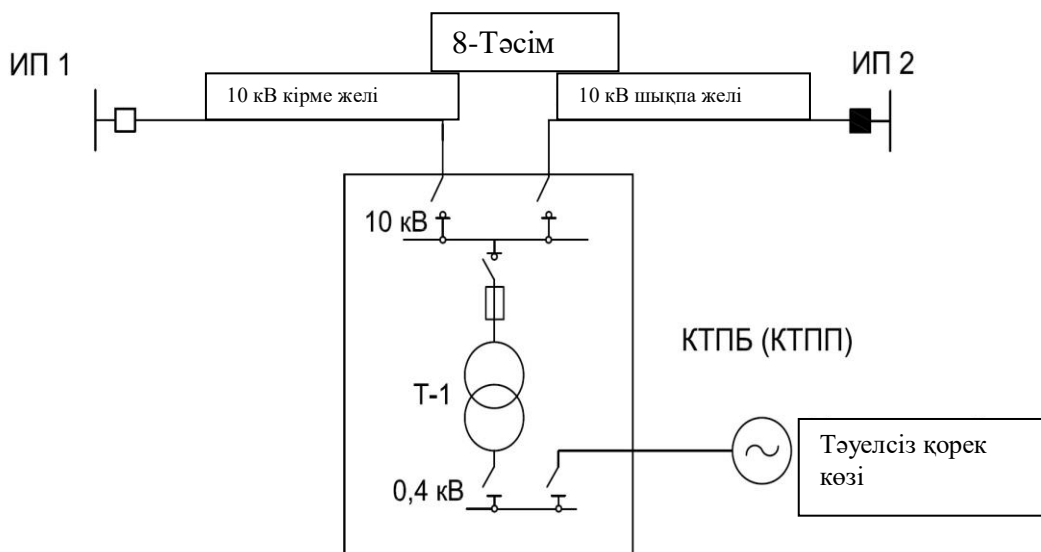 8-Тәсім
ИП 1
ИП 2
10 кВ кірме желі
10 кВ шықпа желі
10 кВ
КТПБ (КТПП)
Т-1
Тәуелсіз қорек
көзі
0,4 кВ